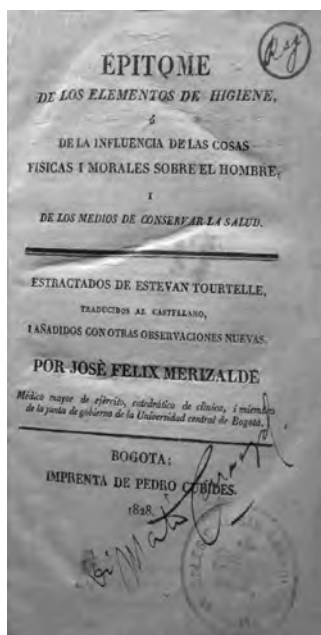 Rej
ÉPITOME
DE LOS ELEMENTOS DE HIGIENE,
ó
DE LA INFLUENCIA DE LAS COSAS
FISICAS I MORALES SOBRE EL HOMBRE,
I
DE LOS MEDIOS DE CONSERVAR LA SALUD.
ESTRACTADOS DE ESTEVAN TOURTELLE,
TRADUCIDOS AL CASTELLANO,
I AÑADIDOS CON OTRAS OBSERVACIONES NUEVAS.
POR JOSÈ FELIX MERIZALDE
Médico mayor de ejército, catedrático de clínica, i miembro
de la junta de gobierno de la Universidad central de Bogotá.
BOGOTA:
IMPRENTA DE PEDRO CUBIDES.
1828.